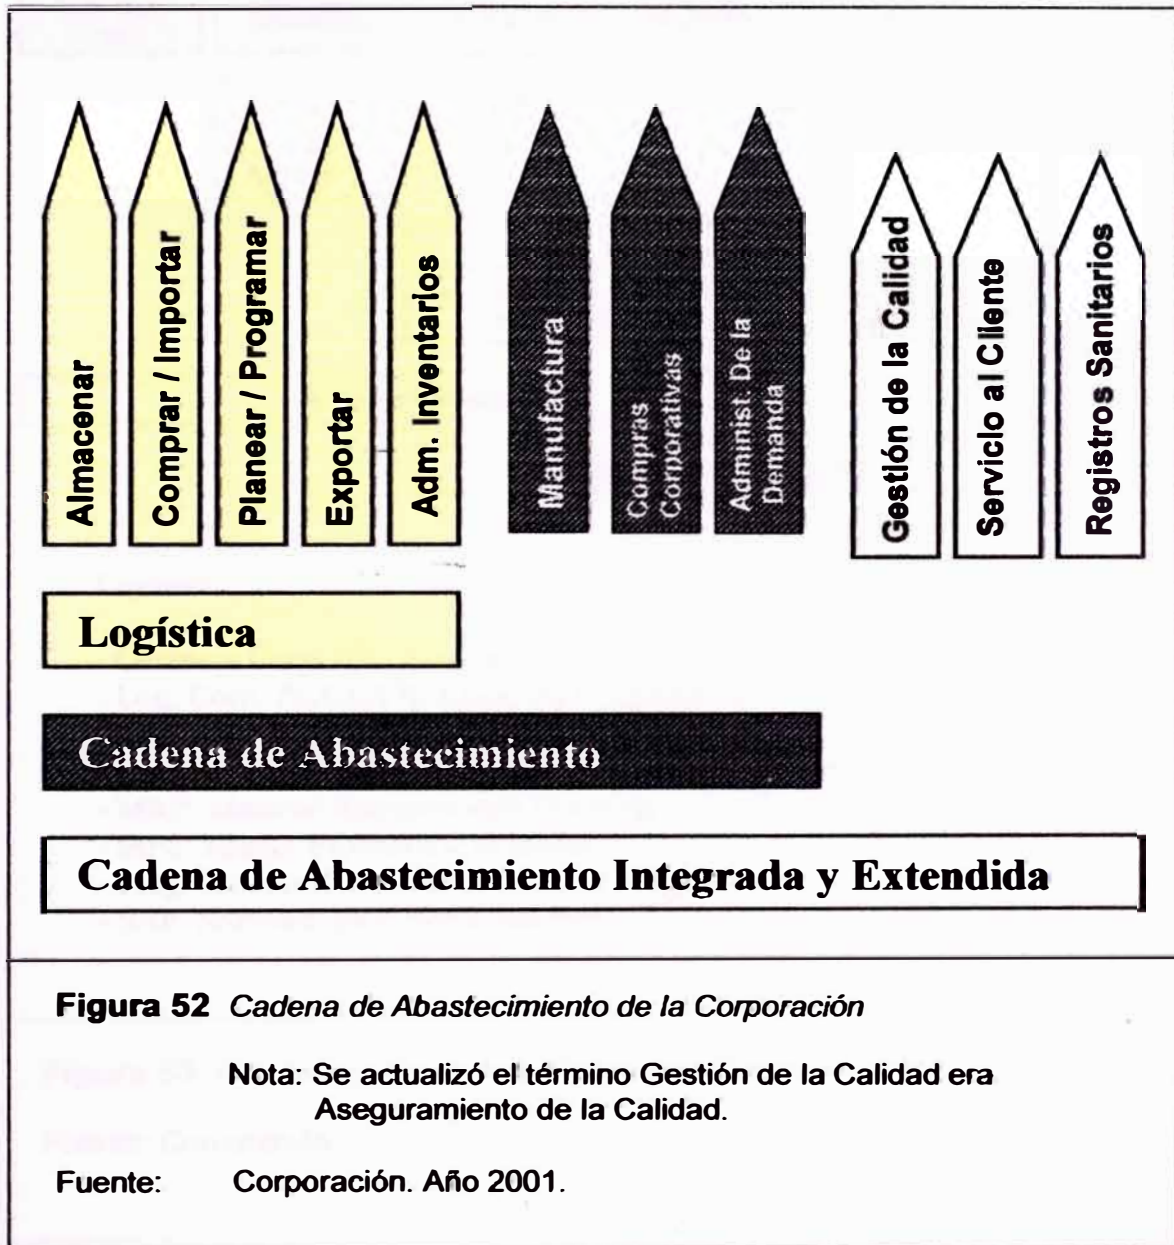 Almacenar
Comprar / Importar
Planear / Programar
Exportar
Adm. Inventarios
Manufactura
Compras
Corporativas
Administ. De la
Demanda
Gestión de la Calidad
Servicio al Cliente
Registros Sanitarios
Logística
Cadena de Abastecimiento
Cadena de Abastecimiento Integrada y Extendida
Figura 52 Cadena de Abastecimiento de la Corporación
Nota: Se actualizó el término Gestión de la Calidad era
Aseguramiento de la Calidad.
Fuente: Corporación. Año 2001.